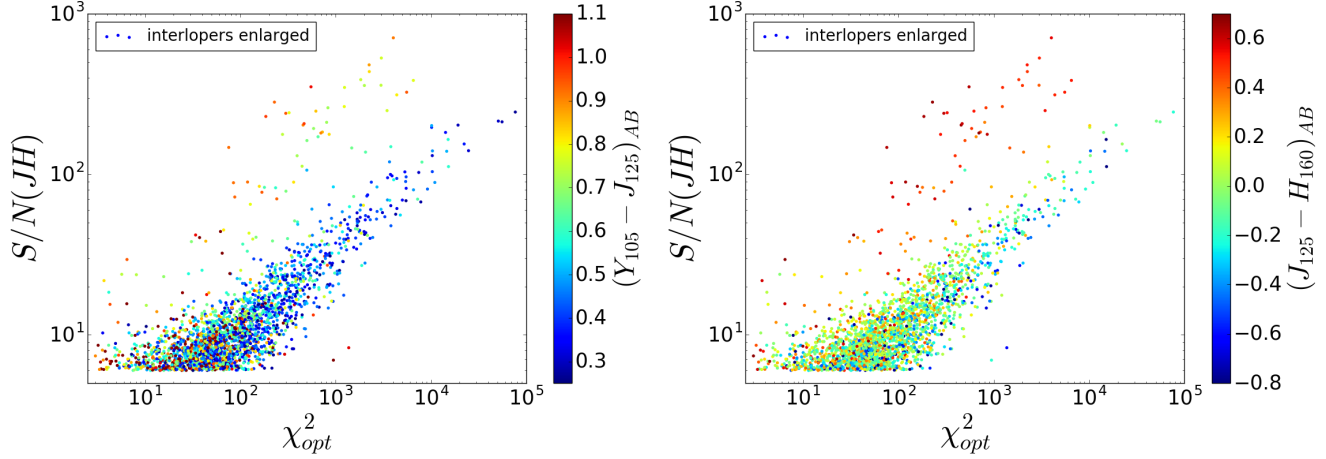 interlopers enlarged
10³
10²
10¹
S/N(JH)
10¹ 10² 10³ 10⁴ 10⁵
χ²ₒₚₜ
1.1
1.0
0.9
0.8
0.7
0.6
0.5
0.4
0.3
(Y₁₀₅ − J₁₂₅)_AB
interlopers enlarged
10³
10²
10¹
S/N(JH)
10¹ 10² 10³ 10⁴ 10⁵
χ²ₒₚₜ
0.6
0.4
0.2
0.0
−0.2
−0.4
−0.6
−0.8
(J₁₂₅ − H₁₆₀)_AB